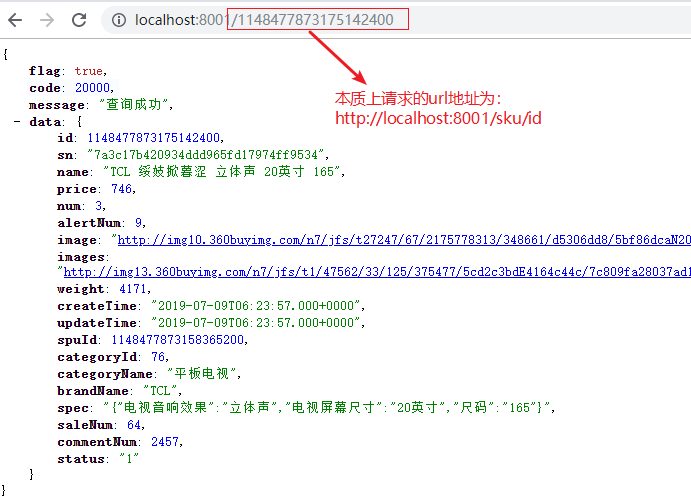 localhost:8001/1148477873175142400
{
flag: true,
code: 20000,
message: "查询成功",
本质上请求的url地址为：
http://localhost:8001/sku/id
- data: {
id: 1148477873175142400,
sn: "7a3c17b420934ddd965fd17974ff9534",
name: "TCL 绥妓掀暮涩 立体声 20英寸 165",
price: 746,
num: 3,
alertNum: 9,
image: "http://img10.360buyimg.com/n7/jfs/t27247/67/2175778313/348661/d5306dd8/5bf86dcaN20
images:
"http://img13.360buyimg.com/n7/jfs/t1/47562/33/125/375477/5cd2c3bdE4164c44c/7c809fa28037ad1
weight: 4171,
createTime: "2019-07-09T06:23:57.000+0000",
updateTime: "2019-07-09T06:23:57.000+0000",
spuId: 1148477873158365200,
categoryId: 76,
categoryName: "平板电视",
brandName: "TCL",
spec: "{"电视音响效果":"立体声","电视屏幕尺寸":"20英寸","尺码":"165"}",
saleNum: 64,
commentNum: 2457,
status: "1"
}
}